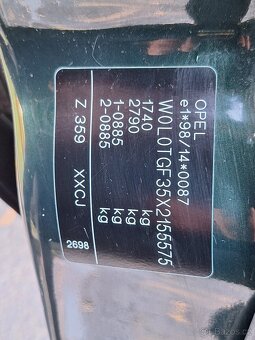 OPEL
e1*98/14*0087
W0L0TGF35X2155575
1740 kg
2790 kg
1-0885 kg
2-0885 kg
Z 359 XXCJ
2698